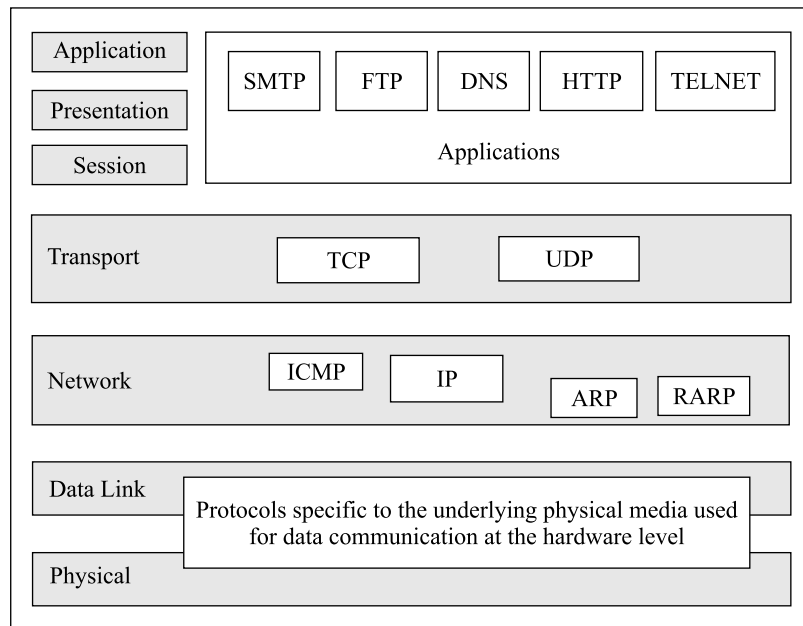 Application
SMTP FTP DNS HTTP TELNET
Presentation
Applications
Session
Transport
TCP UDP
Network
ICMP IP ARP RARP
Data Link
Protocols specific to the underlying physical media used
for data communication at the hardware level
Physical